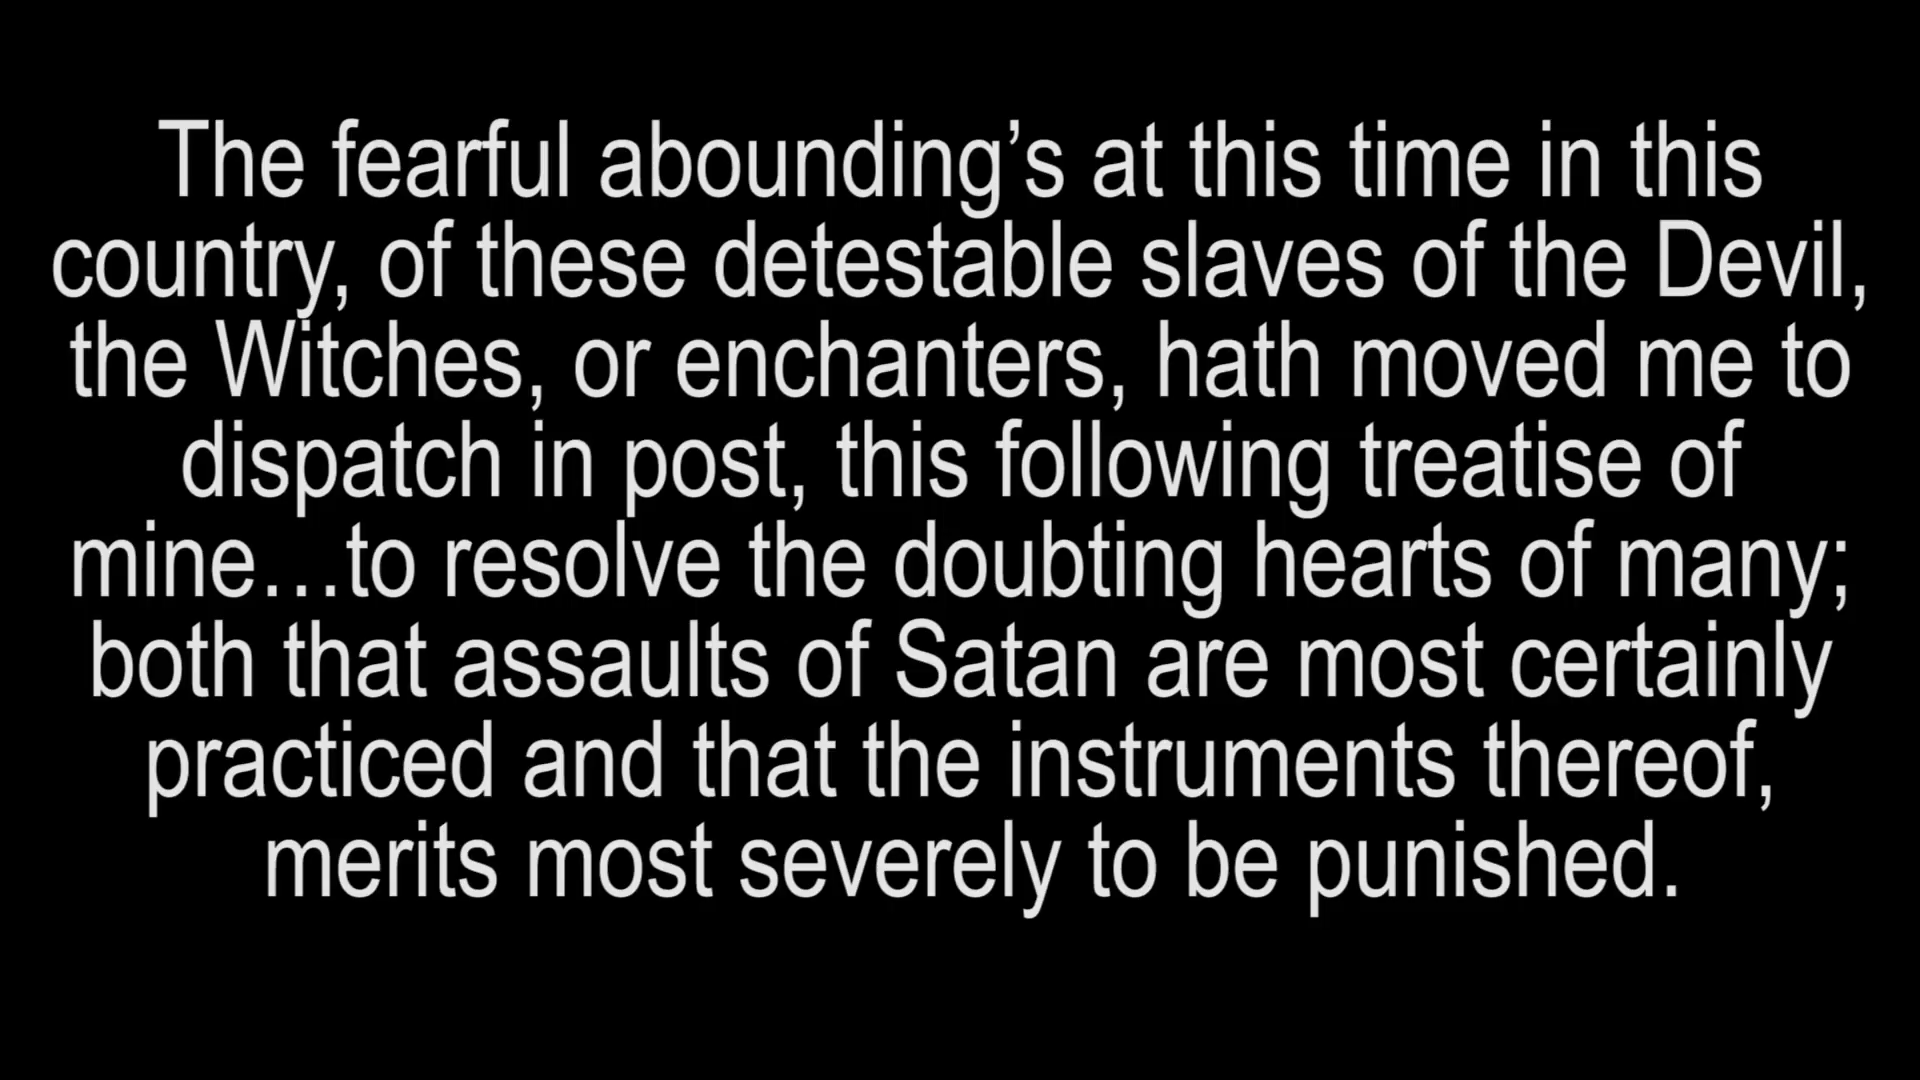 The fearful abounding’s at this time in this
country, of these detestable slaves of the Devil,
the Witches, or enchanters, hath moved me to
dispatch in post, this following treatise of
mine…to resolve the doubting hearts of many;
both that assaults of Satan are most certainly
practiced and that the instruments thereof,
merits most severely to be punished.